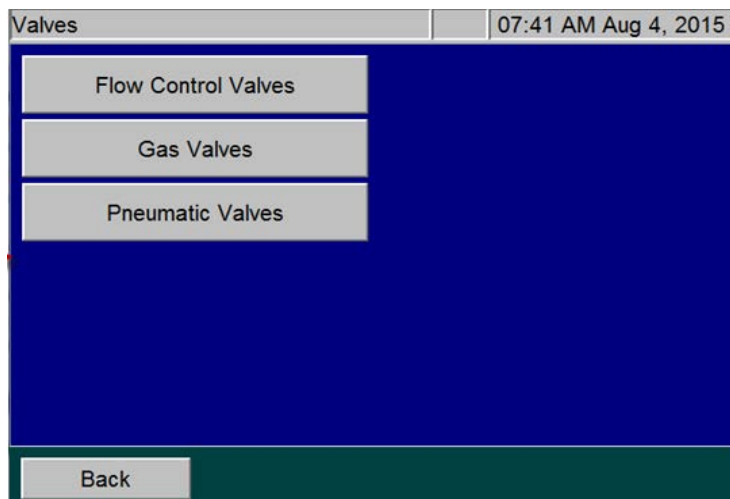 Valves 07:41 AM Aug 4, 2015
Flow Control Valves
Gas Valves
Pneumatic Valves
Back